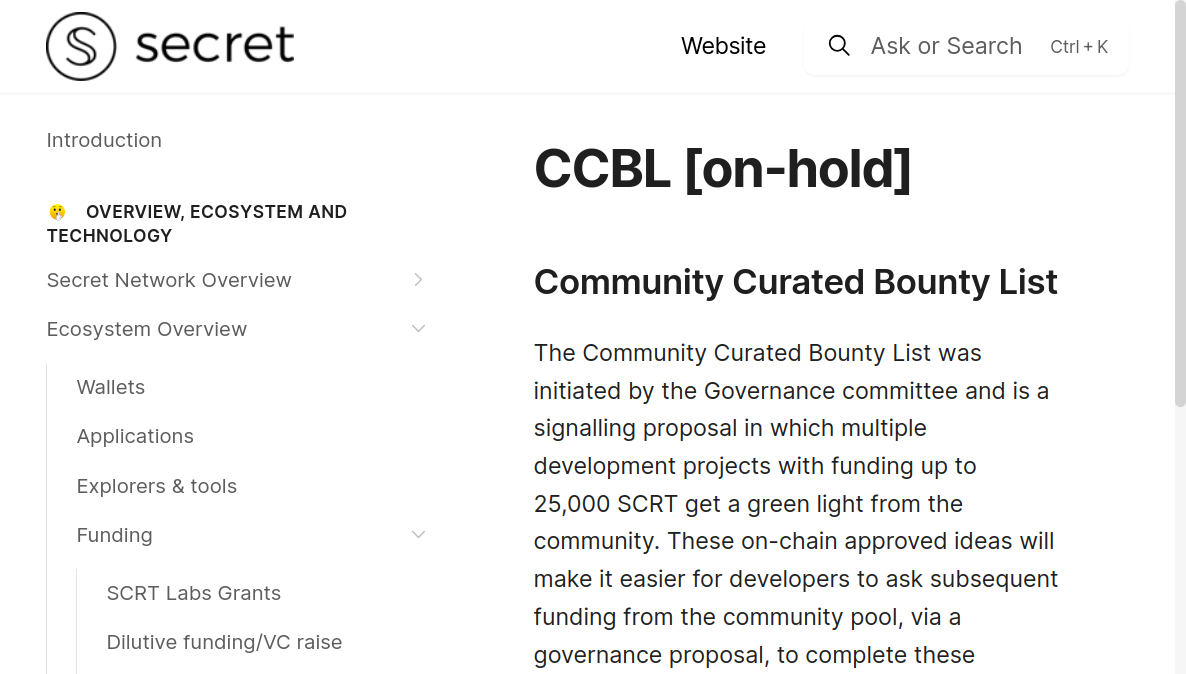 secret
Website
Ask or Search Ctrl + K
Introduction
OVERVIEW, ECOSYSTEM AND
TECHNOLOGY
Secret Network Overview
Ecosystem Overview
Wallets
Applications
Explorers & tools
Funding
SCRT Labs Grants
Dilutive funding/VC raise
CCBL [on-hold]
Community Curated Bounty List
The Community Curated Bounty List was
initiated by the Governance committee and is a
signalling proposal in which multiple
development projects with funding up to
25,000 SCRT get a green light from the
community. These on-chain approved ideas will
make it easier for developers to ask subsequent
funding from the community pool, via a
governance proposal, to complete these